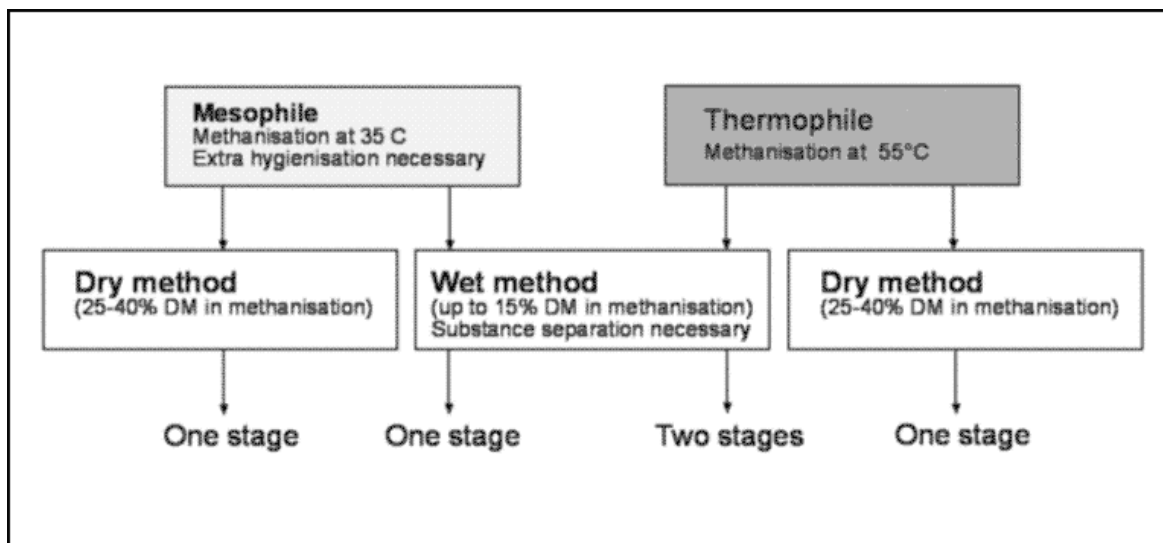 Mesophile
Methanisation at 35 C
Extra hygienisation necessary
Thermophile
Methanisation at 55°C
Dry method
(25-40% DM in methanisation)
Wet method
(up to 15% DM in methanisation)
Substance separation necessary
Dry method
(25-40% DM in methanisation)
One stage
One stage
Two stages
One stage